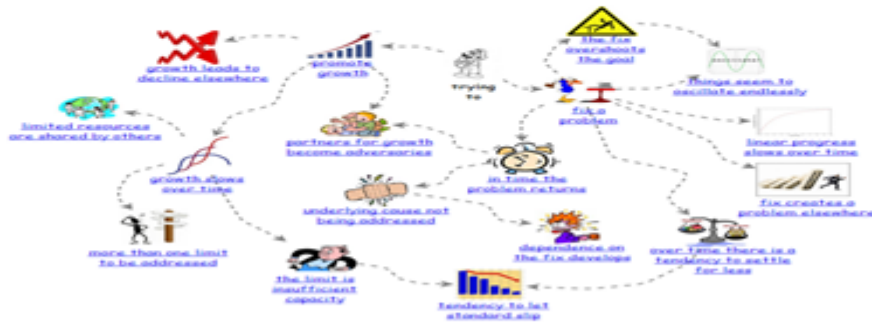 the fix
overshoots
the goal
growth leads to
decline elsewhere
promote
growth
trying
to
things seem to
oscillate endlessly
fix a
problem
limited resources
are shared by others
partners for growth
become adversaries
linear progress
slows over time
growth slows
over time
in time the
problem returns
fix creates a
problem elsewhere
underlying cause not
being addressed
more than one limit
to be addressed
dependence on
the fix develops
over time there is a
tendency to settle
for less
the limit is
insufficient
capacity
tendency to let
standard slip